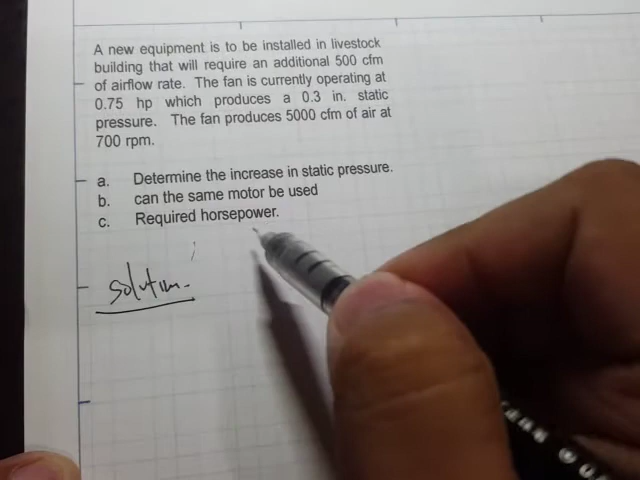 A new equipment is to be installed in livestock
building that will require an additional 500 cfm
of airflow rate. The fan is currently operating at
0.75 hp which produces a 0.3 in. static
pressure. The fan produces 5000 cfm of air at
700 rpm.
a. Determine the increase in static pressure.
b. can the same motor be used
c. Required horsepower.
solution.